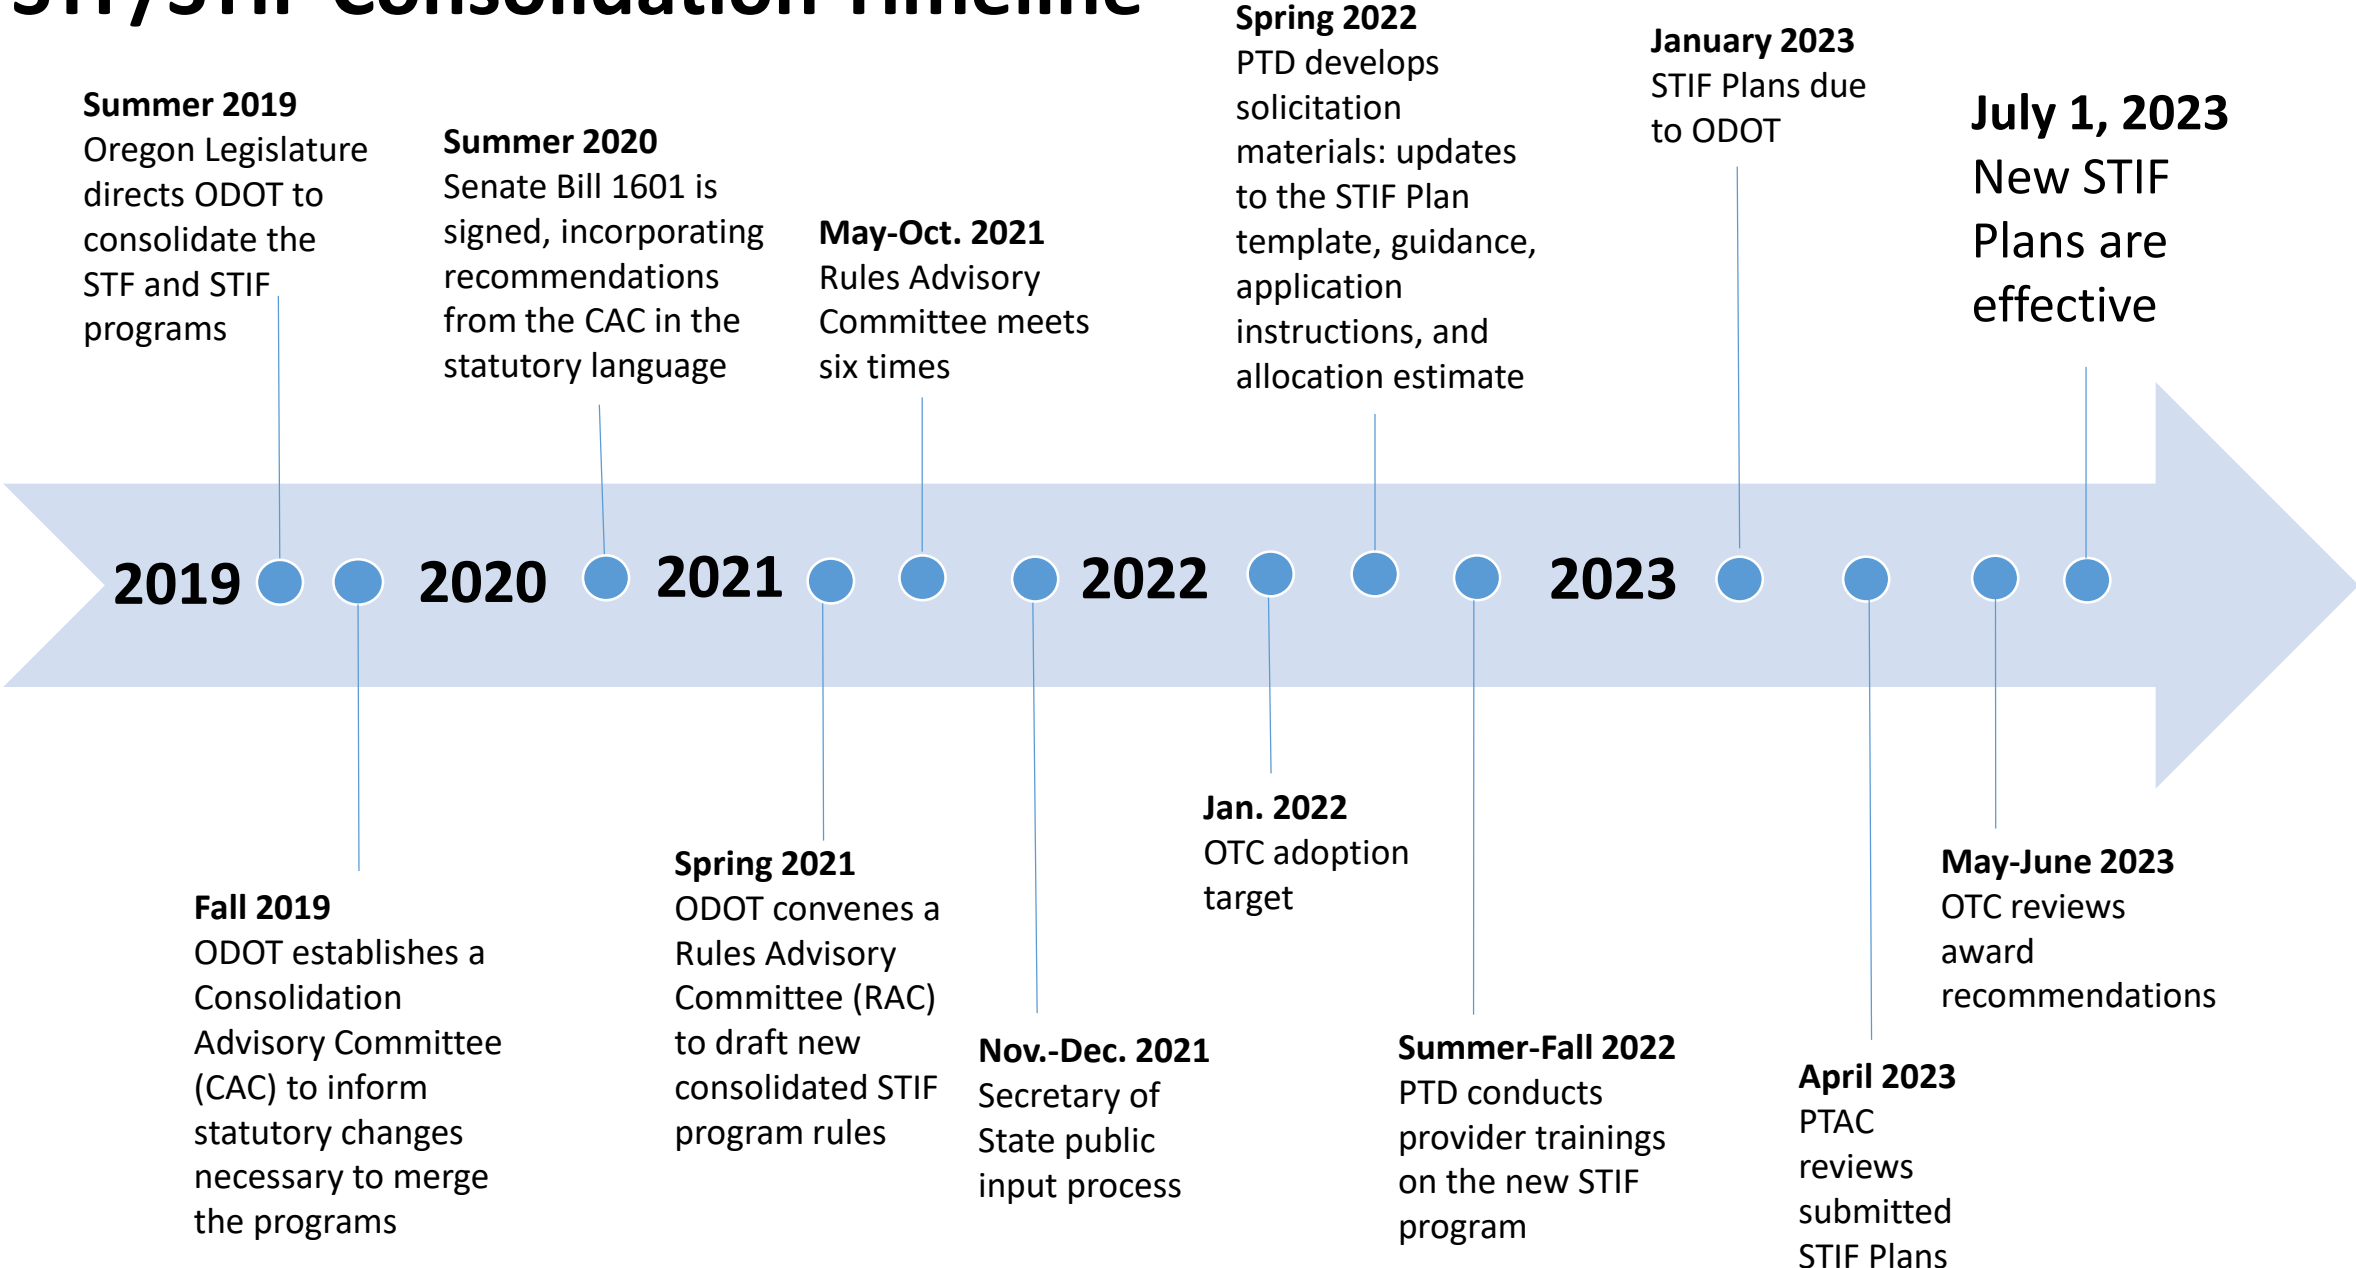 STF/STIF Consolidation Timeline
Summer 2019
Oregon Legislature
directs ODOT to
consolidate the
STF and STIF
programs
Summer 2020
Senate Bill 1601 is
signed, incorporating
recommendations
from the CAC in the
statutory language
May-Oct. 2021
Rules Advisory
Committee meets
six times
Spring 2022
PTD develops
solicitation
materials: updates
to the STIF Plan
template, guidance,
application
instructions, and
allocation estimate
January 2023
STIF Plans due
to ODOT
July 1, 2023
New STIF
Plans are
effective
2019
2020
2021
2022
2023
Fall 2019
ODOT establishes a
Consolidation
Advisory Committee
(CAC) to inform
statutory changes
necessary to merge
the programs
Spring 2021
ODOT convenes a
Rules Advisory
Committee (RAC)
to draft new
consolidated STIF
program rules
Nov.-Dec. 2021
Secretary of
State public
input process
Jan. 2022
OTC adoption
target
Summer-Fall 2022
PTD conducts
provider trainings
on the new STIF
program
April 2023
PTAC
reviews
submitted
STIF Plans
May-June 2023
OTC reviews
award
recommendations